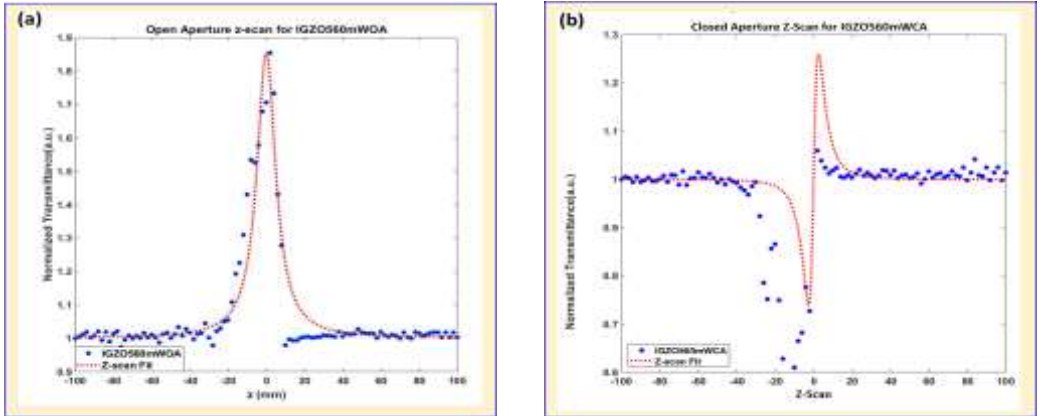 (a)
Open Aperture z-scan for IGZO560mWOA
Normalized Transmittance(a.u.)
1.9
1.8
1.7
1.6
1.5
1.4
1.3
1.2
1.1
1
0.9
IGZO560mWOA
Z-scan Fit
-100 -80 -60 -40 -20 0 20 40 60 80 100
z (mm)
(b)
Closed Aperture Z-Scan for IGZO560mWCA
Normalized Transmittance(a.u.)
1.3
1.2
1.1
1
0.9
0.8
0.7
0.6
Z-scan Fit
-100 -80 -60 -40 -20 0 20 40 60 80 100
Z-Scan